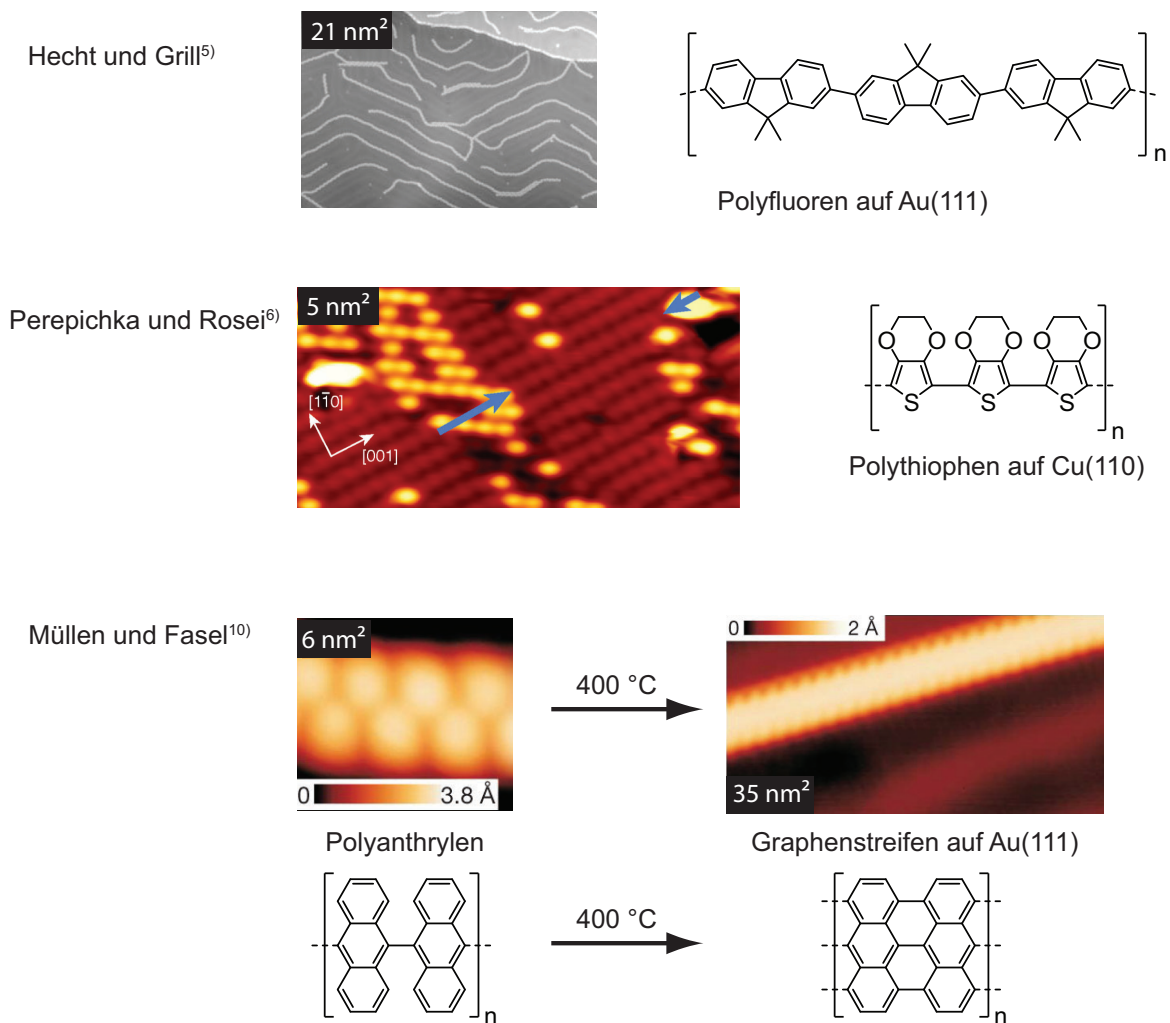 Hecht und Grill5)
21 nm²
n
Polyfluoren auf Au(111)
Perepichka und Rosei6)
5 nm²
[11̄0]
[001]
O O O O O O
S S S
n
Polythiophen auf Cu(110)
Müllen und Fasel10)
6 nm²
0 3.8 Å
400 °C
0 2 Å
35 nm²
Polyanthrylen
Graphenstreifen auf Au(111)
n
400 °C
n